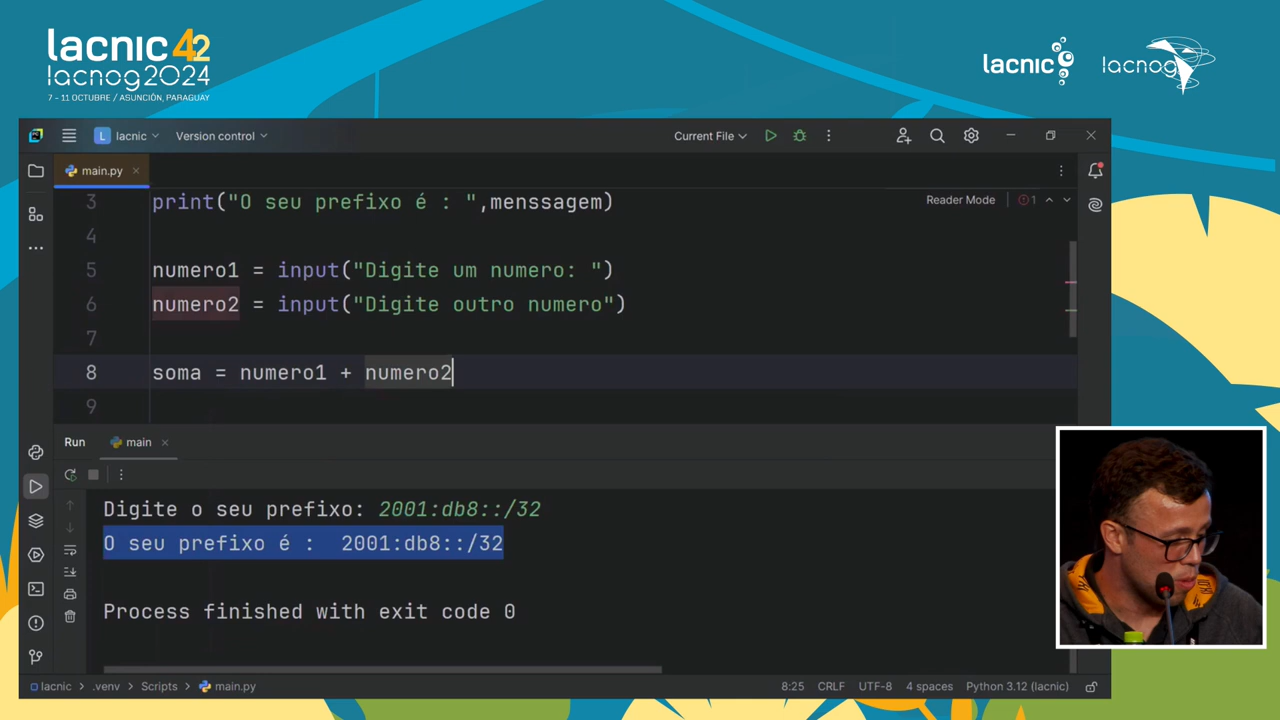 lacnic 42
lacnog2024
7 - 11 OCTUBRE / ASUNCIÓN, PARAGUAY
lacnic
lacnog
L lacnic
Version control
Current File
main.py
3 print("O seu prefixo é : ",menssagem)
Reader Mode
1
4
5 numero1 = input("Digite um numero: ")
6 numero2 = input("Digite outro numero")
7
8 soma = numero1 + numero2
9
Run
main
Digite o seu prefixo: 2001:db8::/32
O seu prefixo é :  2001:db8::/32
Process finished with exit code 0
lacnic > .venv > Scripts > main.py
8:25 CRLF UTF-8 4 spaces Python 3.12 (lacnic)